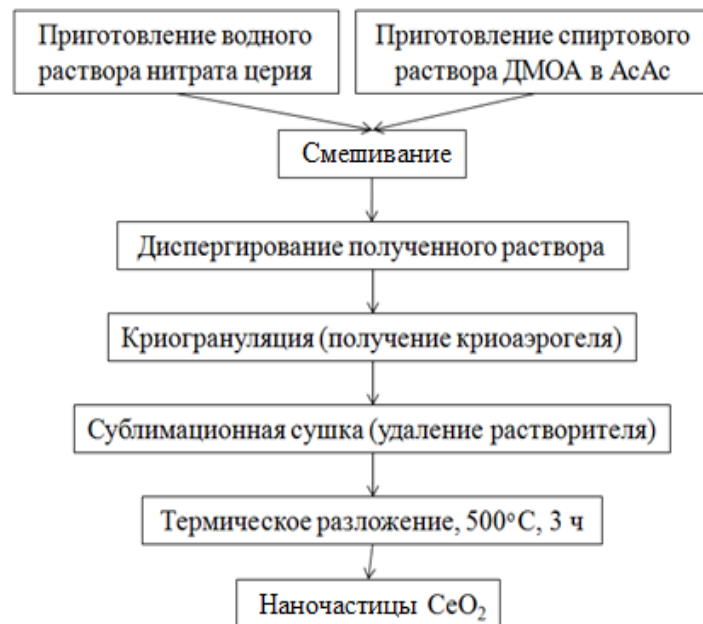 Приготовление водного
раствора нитрата церия
Приготовление спиртового
раствора ДМОА в АсАс
Смешивание
Диспергирование полученного раствора
Криогрануляция (получение криоаэрогеля)
Сублимационная сушка (удаление растворителя)
Термическое разложение, 500°С, 3 ч
Наночастицы CeO₂